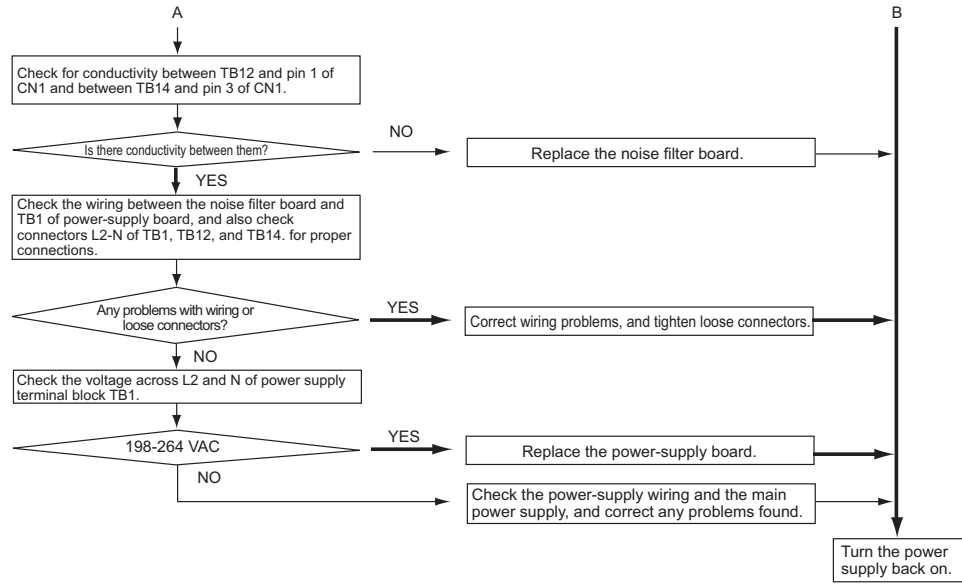 A
B
Check for conductivity between TB12 and pin 1 of
CN1 and between TB14 and pin 3 of CN1.
Is there conductivity between them?
NO
Replace the noise filter board.
YES
Check the wiring between the noise filter board and
TB1 of power-supply board, and also check
connectors L2-N of TB1, TB12, and TB14. for proper
connections.
Any problems with wiring or
loose connectors?
YES
Correct wiring problems, and tighten loose connectors.
NO
Check the voltage across L2 and N of power supply
terminal block TB1.
198-264 VAC
YES
Replace the power-supply board.
NO
Check the power-supply wiring and the main
power supply, and correct any problems found.
Turn the power
supply back on.